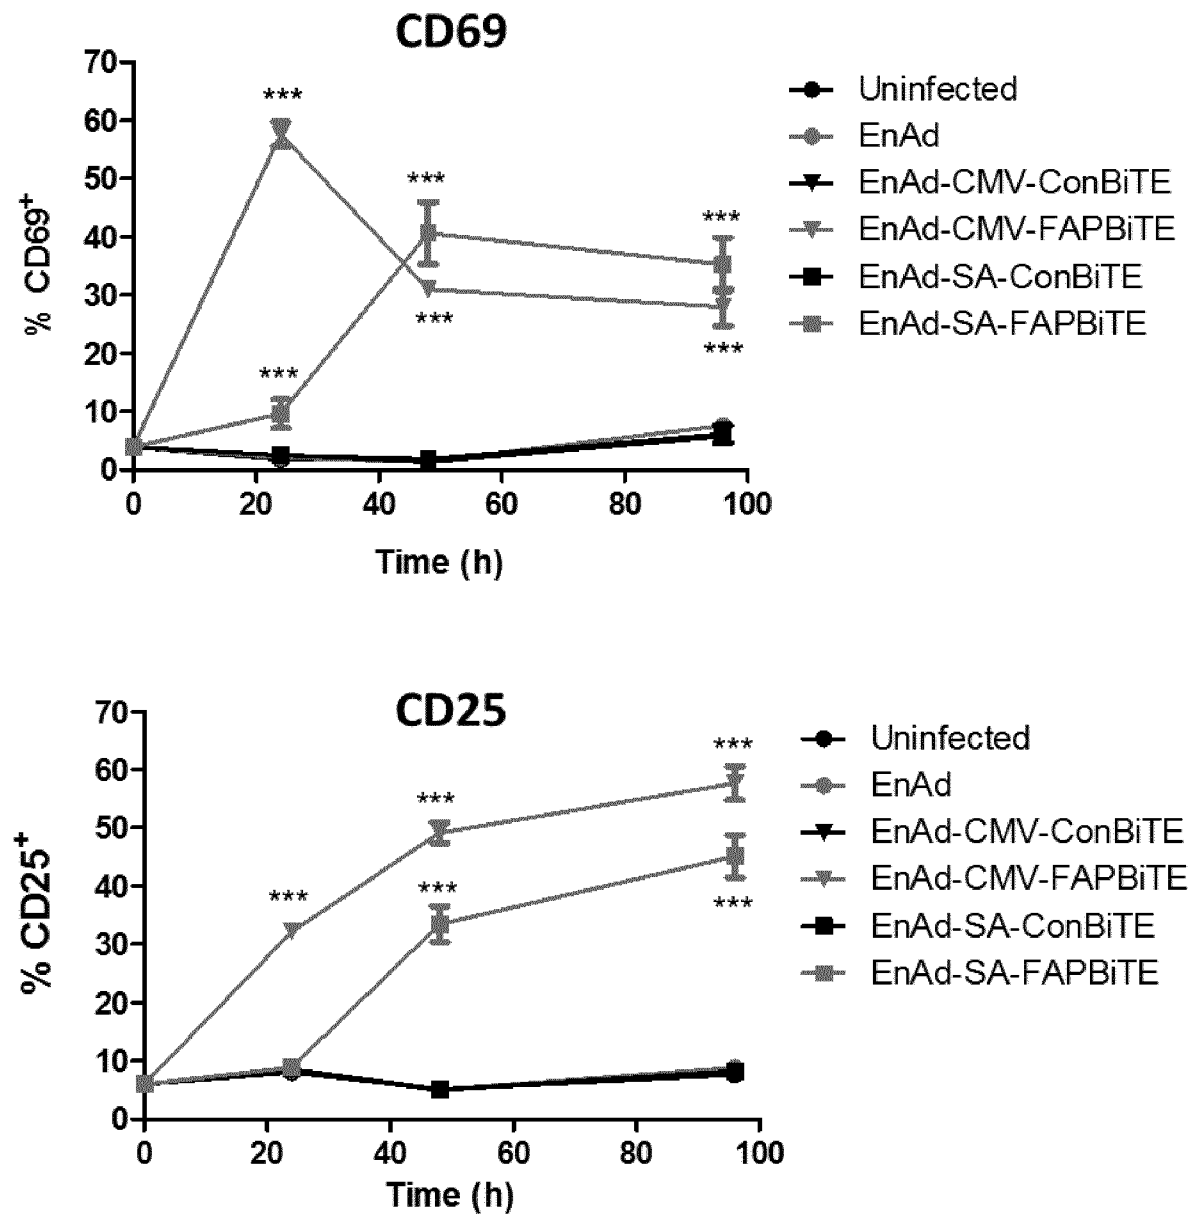 CD69
70
60
50
40
30
20
10
0
% CD69+
***
***
***
***
***
***
0 20 40 60 80 100
Time (h)
Uninfected
EnAd
EnAd-CMV-ConBiTE
EnAd-CMV-FAPBiTE
EnAd-SA-ConBiTE
EnAd-SA-FAPBiTE
CD25
70
60
50
40
30
20
10
0
% CD25+
***
***
***
***
***
0 20 40 60 80 100
Time (h)
Uninfected
EnAd
EnAd-CMV-ConBiTE
EnAd-CMV-FAPBiTE
EnAd-SA-ConBiTE
EnAd-SA-FAPBiTE